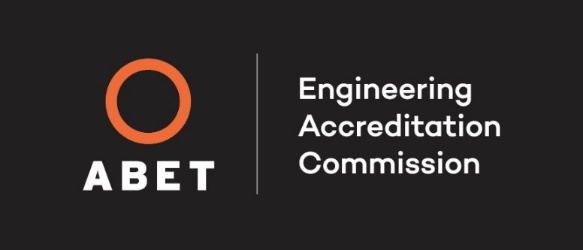 ABET
Engineering
Accreditation
Commission